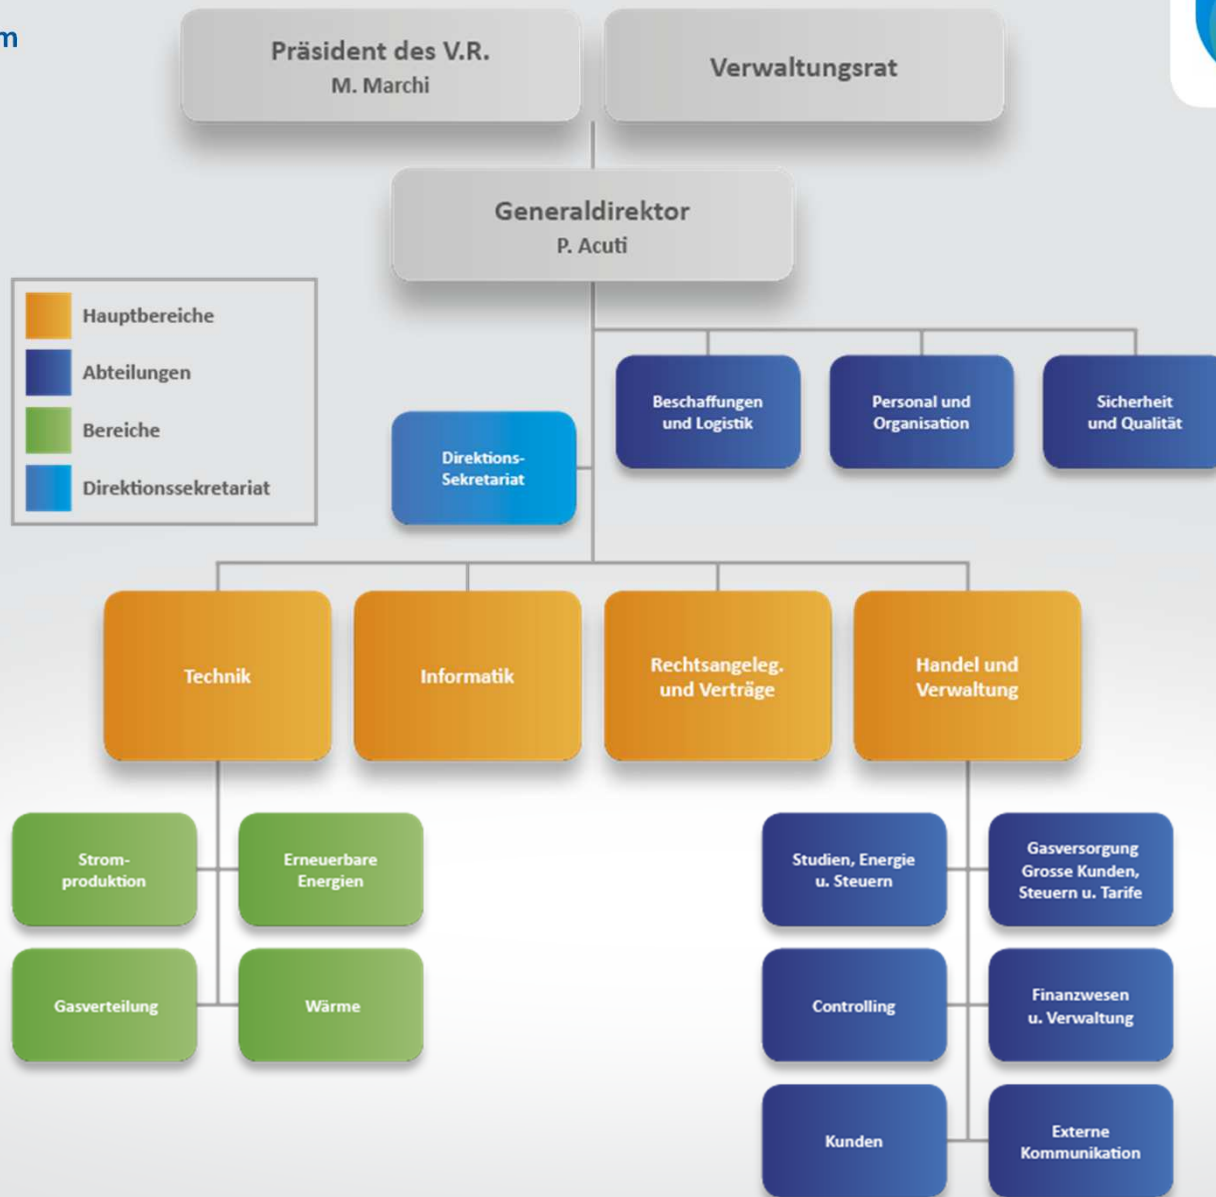 m
Präsident des V.R.
M. Marchi
Verwaltungsrat
Generaldirektor
P. Acuti
Hauptbereiche
Abteilungen
Bereiche
Direktionssekretariat
Beschaffungen
und Logistik
Personal und
Organisation
Sicherheit
und Qualität
Direktions-
Sekretariat
Technik
Informatik
Rechtsangeleg.
und Verträge
Handel und
Verwaltung
Strom-
produktion
Erneuerbare
Energien
Gasverteilung
Wärme
Studien, Energie
u. Steuern
Gasversorgung
Grosse Kunden,
Steuern u. Tarife
Controlling
Finanzwesen
u. Verwaltung
Kunden
Externe
Kommunikation